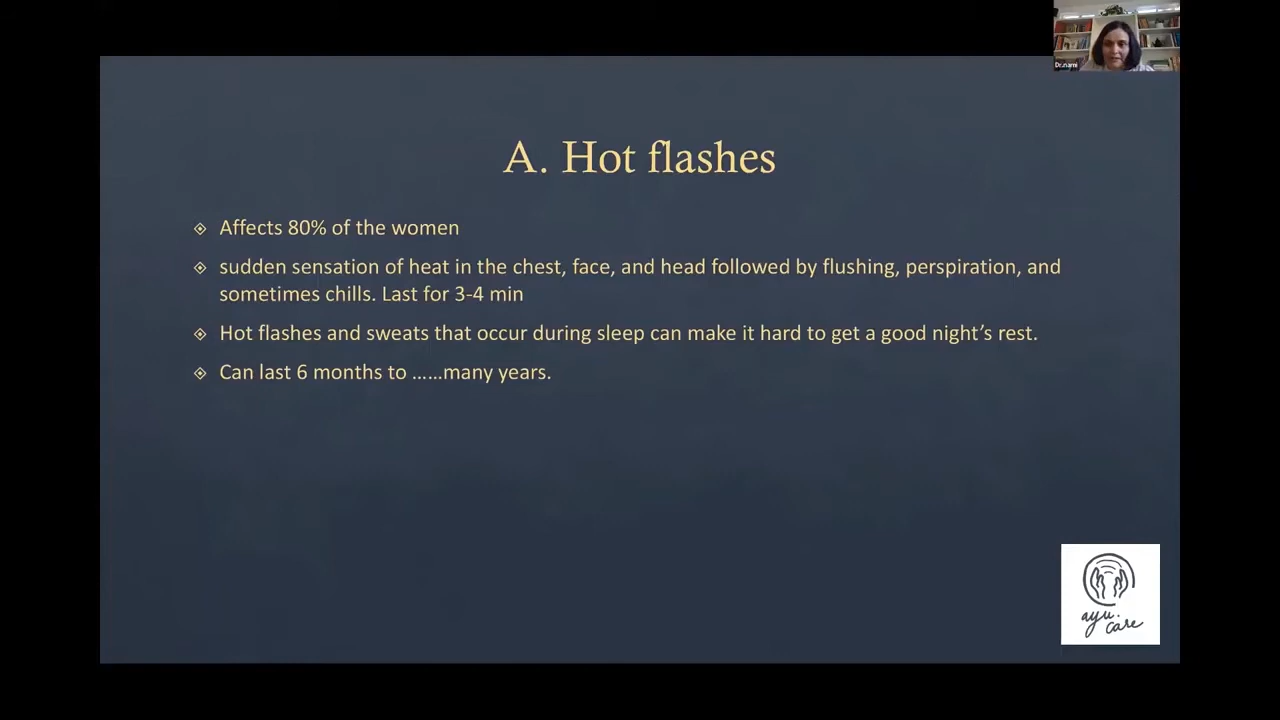 Dr.nami
A. Hot flashes
Affects 80% of the women
sudden sensation of heat in the chest, face, and head followed by flushing, perspiration, and
sometimes chills. Last for 3-4 min
Hot flashes and sweats that occur during sleep can make it hard to get a good night’s rest.
Can last 6 months to ……many years.
ayu.
care